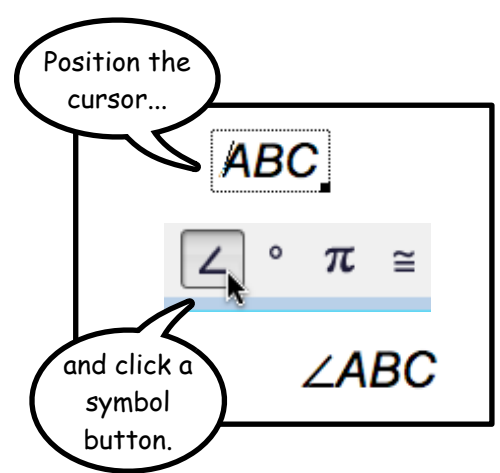 Position the
cursor...
ABC
∠ ° π ≅
and click a
symbol
button.
∠ABC